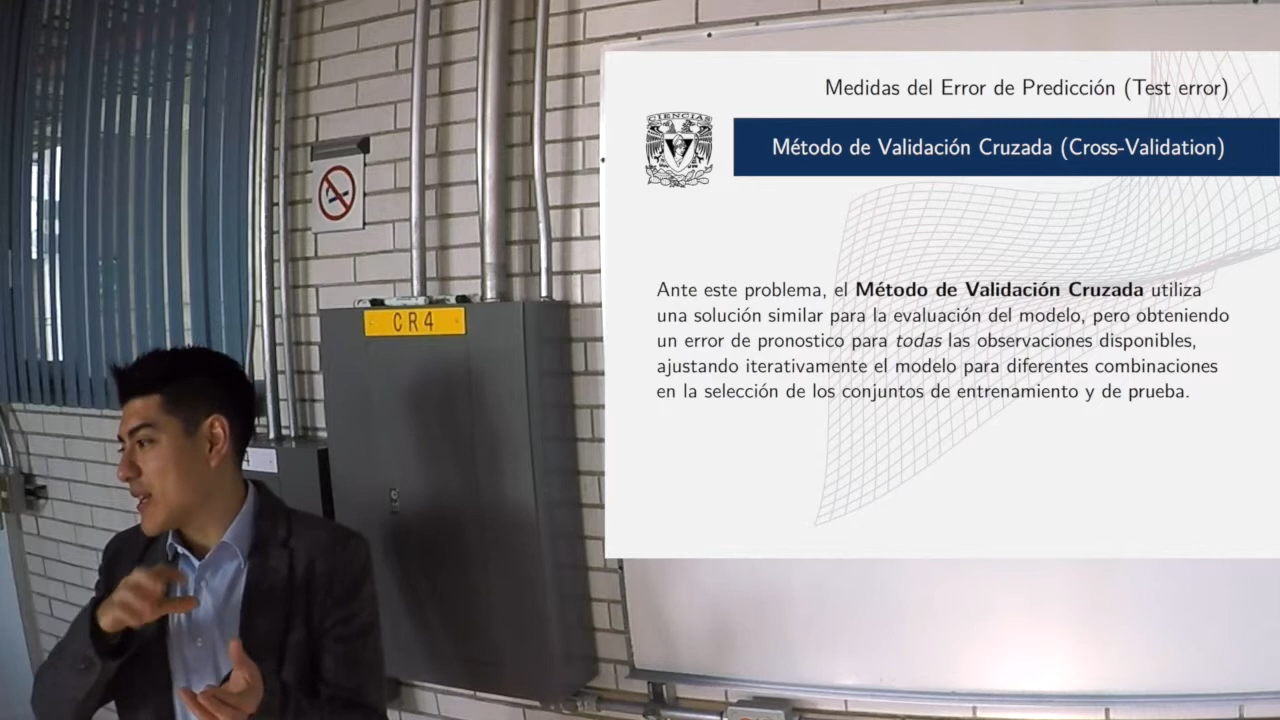 Medidas del Error de Predicción (Test error)
CIENCIAS
Método de Validación Cruzada (Cross-Validation)
CR4
Ante este problema, el Método de Validación Cruzada utiliza
una solución similar para la evaluación del modelo, pero obteniendo
un error de pronostico para todas las observaciones disponibles,
ajustando iterativamente el modelo para diferentes combinaciones
en la selección de los conjuntos de entrenamiento y de prueba.
4